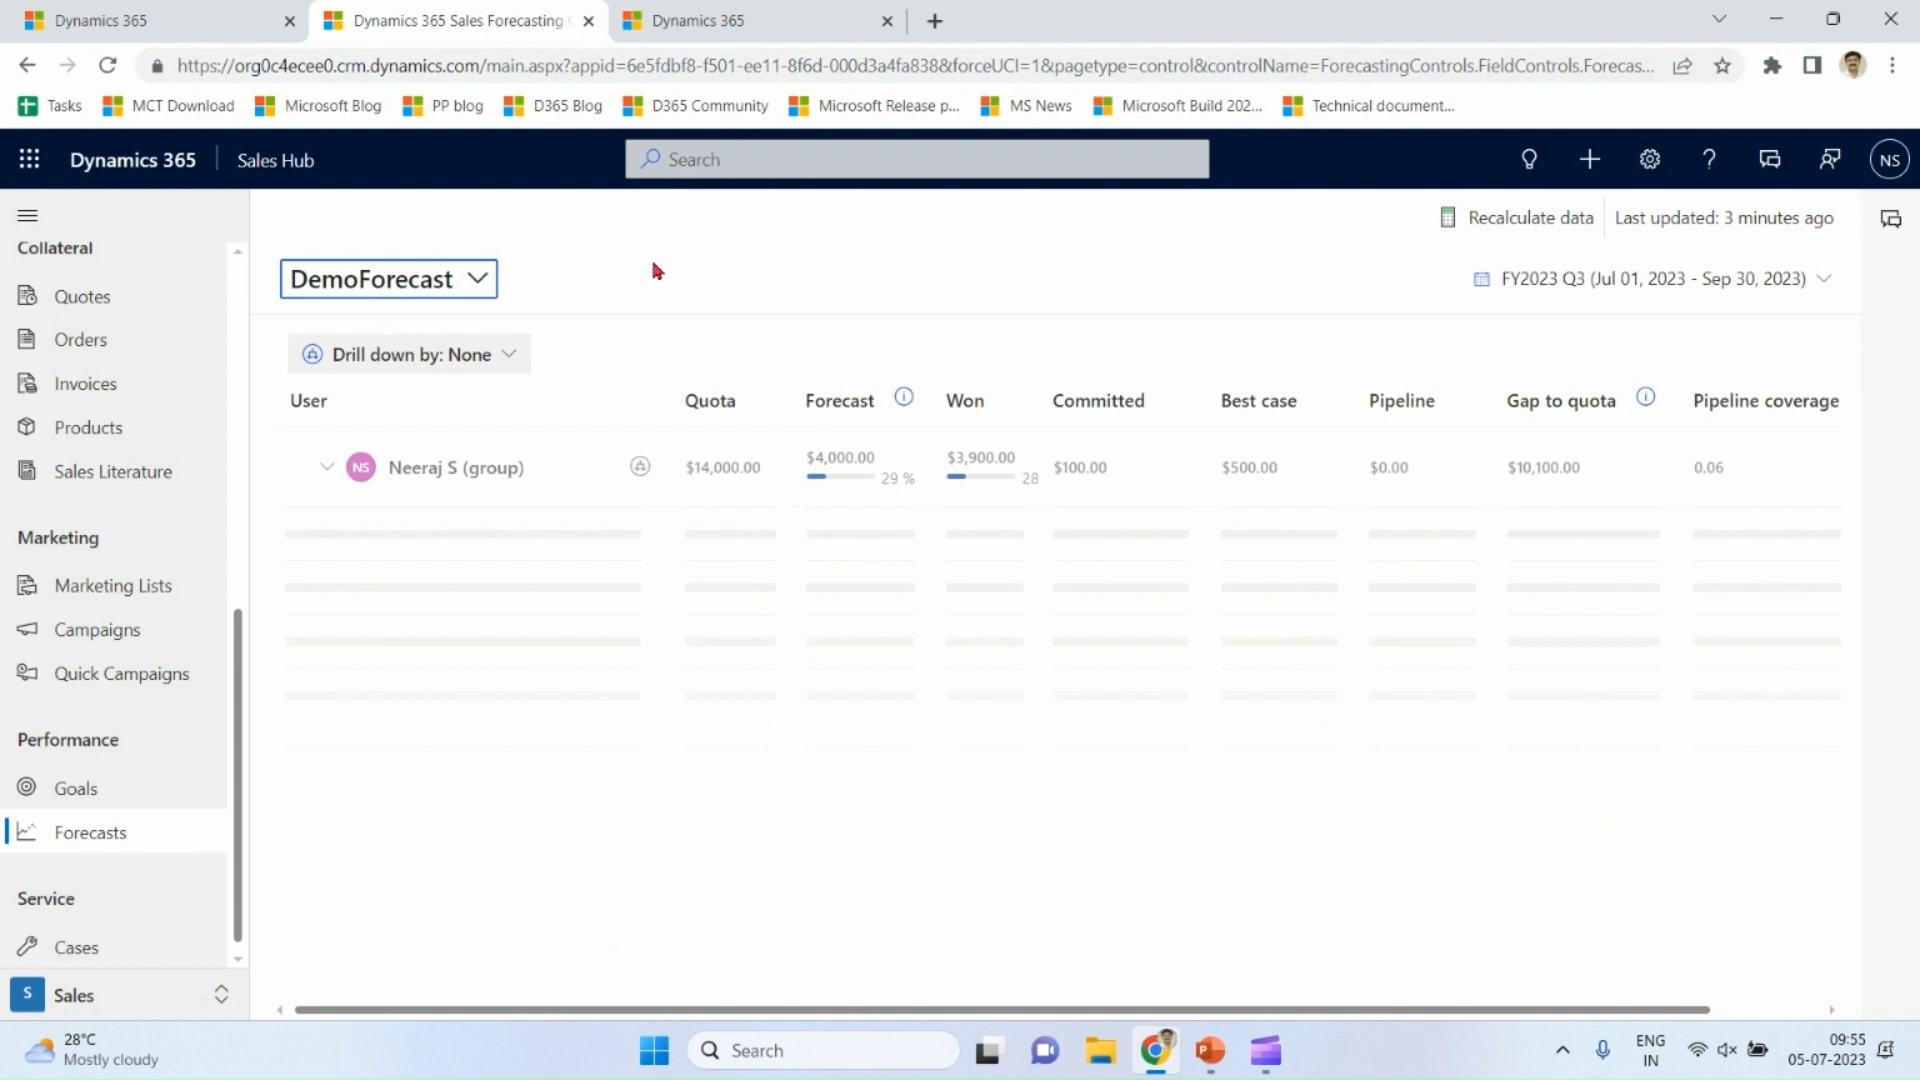 Dynamics 365
Dynamics 365 Sales Forecasting
Dynamics 365
https://org0c4ecee0.crm.dynamics.com/main.aspx?appid=6e5fdbf8-f501-ee11-8f6d-000d3a4fa838&forceUCI=1&pagetype=control&controlName=ForecastingControls.FieldControls.Forecas...
Tasks
MCT Download
Microsoft Blog
PP blog
D365 Blog
D365 Community
Microsoft Release p...
MS News
Microsoft Build 202...
Technical document...
Dynamics 365
Sales Hub
Search
NS
Recalculate data
Last updated: 3 minutes ago
Collateral
Quotes
Orders
Invoices
Products
Sales Literature
Marketing
Marketing Lists
Campaigns
Quick Campaigns
Performance
Goals
Forecasts
Service
Cases
S Sales
DemoForecast
FY2023 Q3 (Jul 01, 2023 - Sep 30, 2023)
Drill down by: None
User Quota Forecast Won Committed Best case Pipeline Gap to quota Pipeline coverage
NS Neeraj S (group) $14,000.00 $4,000.00 29 % $3,900.00 28 $100.00 $500.00 $0.00 $10,100.00 0.06
28°C
Mostly cloudy
Search
ENG
IN
09:55
05-07-2023